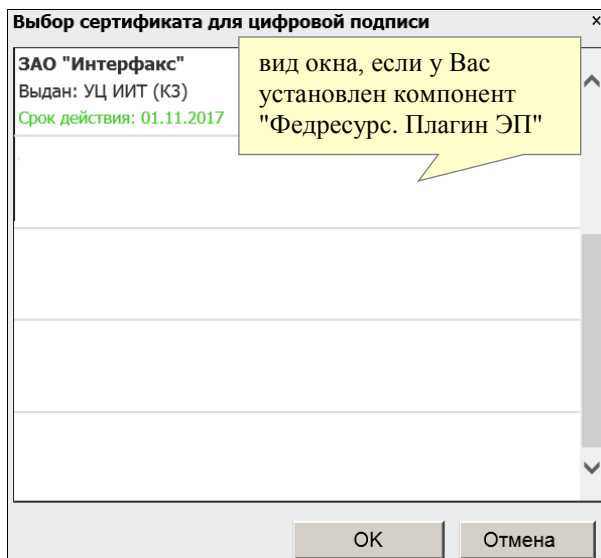 Выбор сертификата для цифровой подписи ×
ЗАО "Интерфакс"
Выдан: УЦ ИИТ (К3)
Срок действия: 01.11.2017
вид окна, если у Вас
установлен компонент
"Федресурс. Плагин ЭП"
OK
Отмена